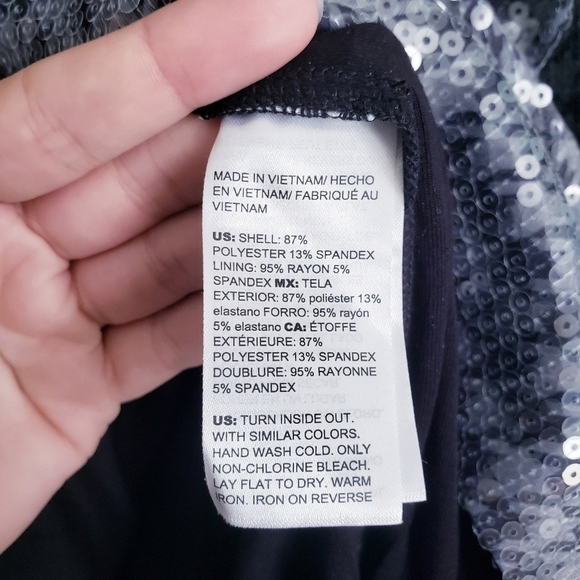 MADE IN VIETNAM/ HECHO
EN VIETNAM/ FABRIQUÉ AU
VIETNAM
US: SHELL: 87%
POLYESTER 13% SPANDEX
LINING: 95% RAYON 5%
SPANDEX MX: TELA
EXTERIOR: 87% poliéster 13%
elastano FORRO: 95% rayón
5% elastano CA: ÉTOFFE
EXTÉRIEURE: 87%
POLYESTER 13% SPANDEX
DOUBLURE: 95% RAYONNE
5% SPANDEX
US: TURN INSIDE OUT.
WITH SIMILAR COLORS.
HAND WASH COLD. ONLY
NON-CHLORINE BLEACH.
LAY FLAT TO DRY. WARM
IRON. IRON ON REVERSE